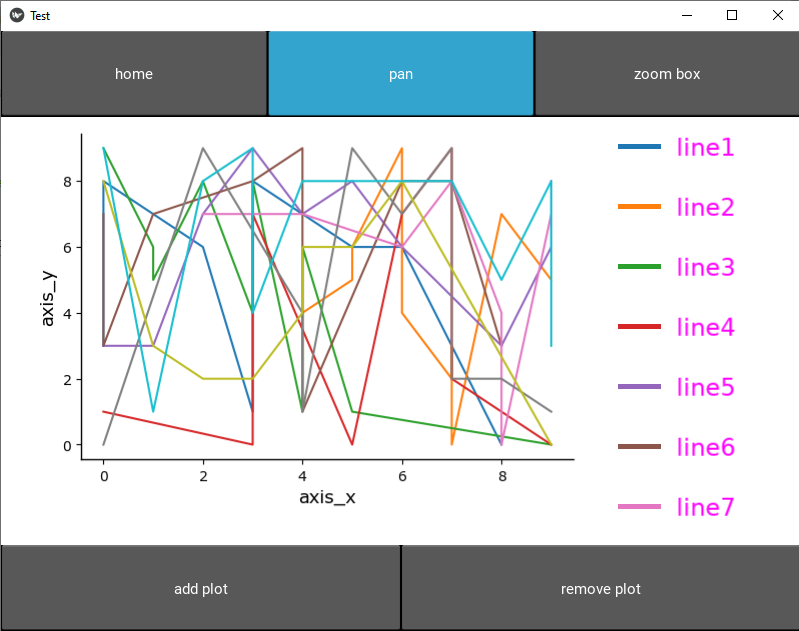 Test
home
pan
zoom box
line1
line2
line3
line4
line5
line6
line7
axis_y
8
6
4
2
0
0 2 4 6 8
axis_x
add plot
remove plot